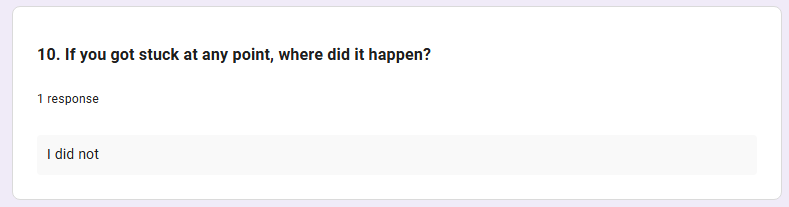 10. If you got stuck at any point, where did it happen?
1 response
I did not